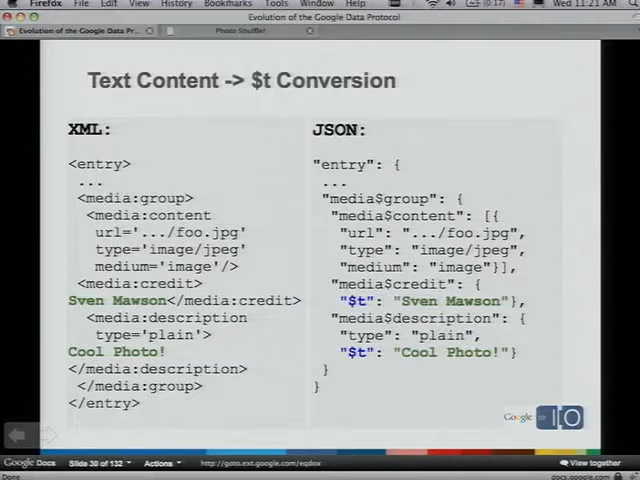 Firefox File Edit View History Bookmarks Tools Window Help (0:17) Wed 11:21 AM
Evolution of the Google Data Protocol
Evolution of the Google Data Pr... Photo Shuffle!
Text Content -> $t Conversion
XML:
<entry>
...
<media:group>
<media:content
url='.../foo.jpg'
type='image/jpeg'
medium='image'/>
<media:credit>
Sven Mawson</media:credit>
<media:description
type='plain'>
Cool Photo!
</media:description>
</media:group>
</entry>
JSON:
"entry": {
...
"media$group": {
"media$content": [{
"url": ".../foo.jpg",
"type": "image/jpeg",
"medium": "image"}],
"media$credit": {
"$t": "Sven Mawson"},
"media$description": {
"type": "plain",
"$t": "Cool Photo!"}
}
}
Google IO
Google Docs Slide 30 of 132 Actions http://goto.ext.google.com/eqdox View together
Done docs.google.com